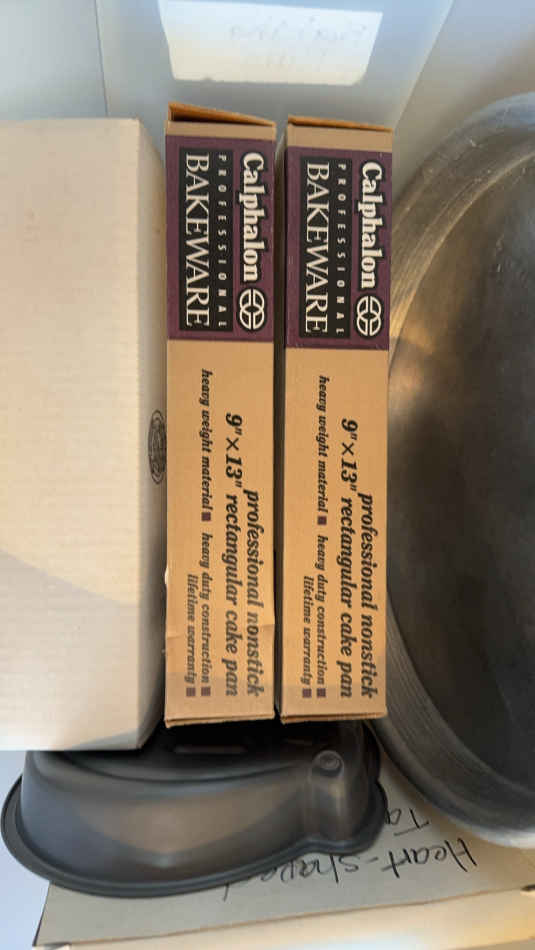 Calphalon
PROFESSIONAL
BAKEWARE
professional nonstick
9" × 13" rectangular cake pan
heavy weight material ■ heavy duty construction ■
lifetime warranty ■
Calphalon
PROFESSIONAL
BAKEWARE
professional nonstick
9" × 13" rectangular cake pan
heavy weight material ■ heavy duty construction ■
lifetime warranty ■
Heart-shaped